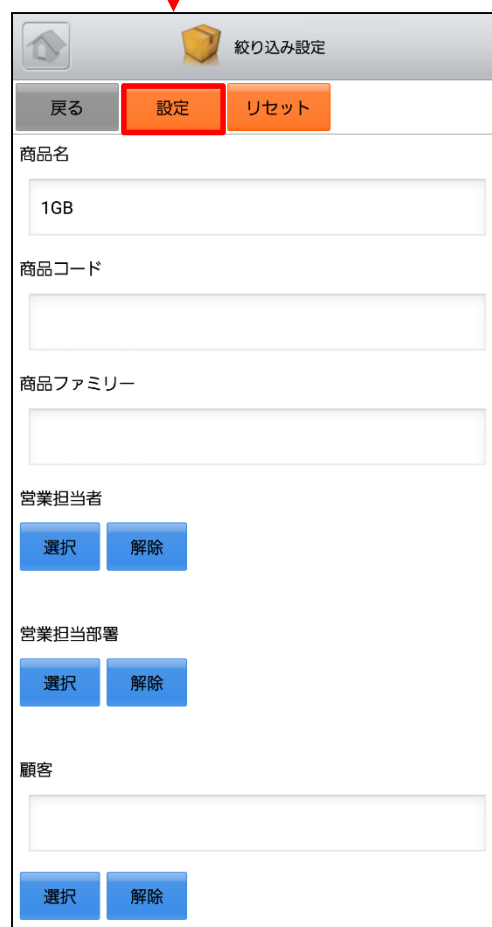 絞り込み設定
戻る 設定 リセット
商品名
1GB
商品コード
商品ファミリー
営業担当者
選択 解除
営業担当部署
選択 解除
顧客
選択 解除